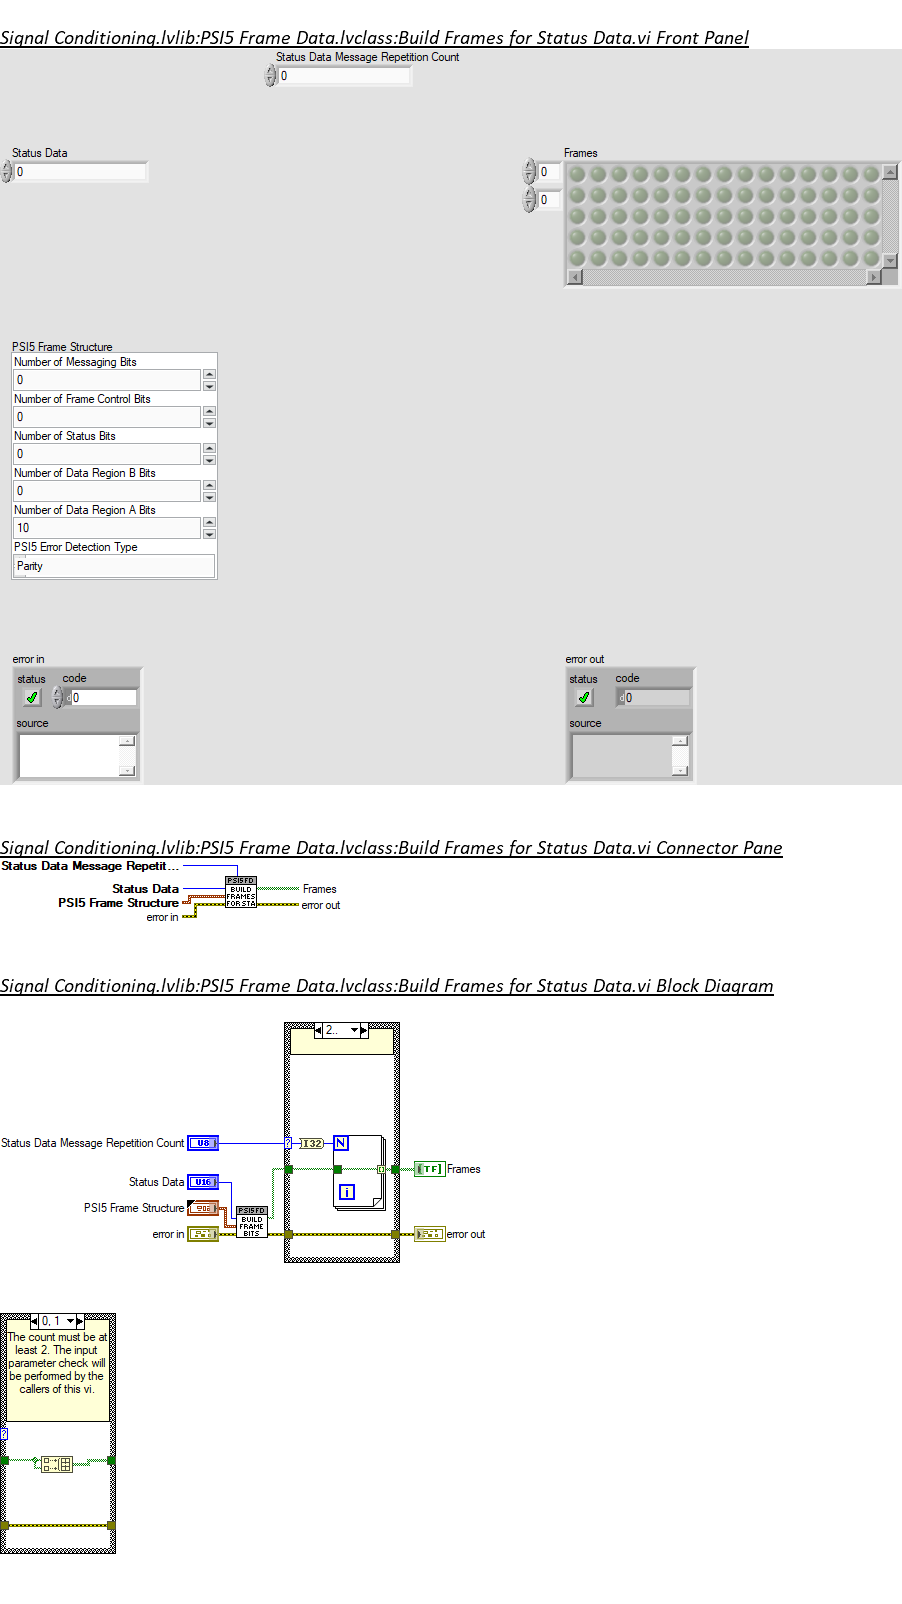 Signal Conditioning.lvlib:PSI5 Frame Data.lvclass:Build Frames for Status Data.vi Front Panel
Status Data Message Repetition Count
0
Status Data
0
Frames
0
0
PSI5 Frame Structure
Number of Messaging Bits
0
Number of Frame Control Bits
0
Number of Status Bits
0
Number of Data Region B Bits
0
Number of Data Region A Bits
10
PSI5 Error Detection Type
Parity
error in
status code
d 0
source
error out
status code
d 0
source
Signal Conditioning.lvlib:PSI5 Frame Data.lvclass:Build Frames for Status Data.vi Connector Pane
Status Data Message Repetit...
Status Data
PSI5 Frame Structure
error in
PSI5FD
BUILD
FRAMES
FOR STA
Frames
error out
Signal Conditioning.lvlib:PSI5 Frame Data.lvclass:Build Frames for Status Data.vi Block Diagram
2..
Status Data Message Repetition Count
U8
?
I32
N
Status Data
U16
PSI5 Frame Structure
error in
PSI5FD
BUILD
FRAME
BITS
i
[TF]
Frames
error out
0, 1
The count must be at
least 2. The input
parameter check will
be performed by the
callers of this vi.
?